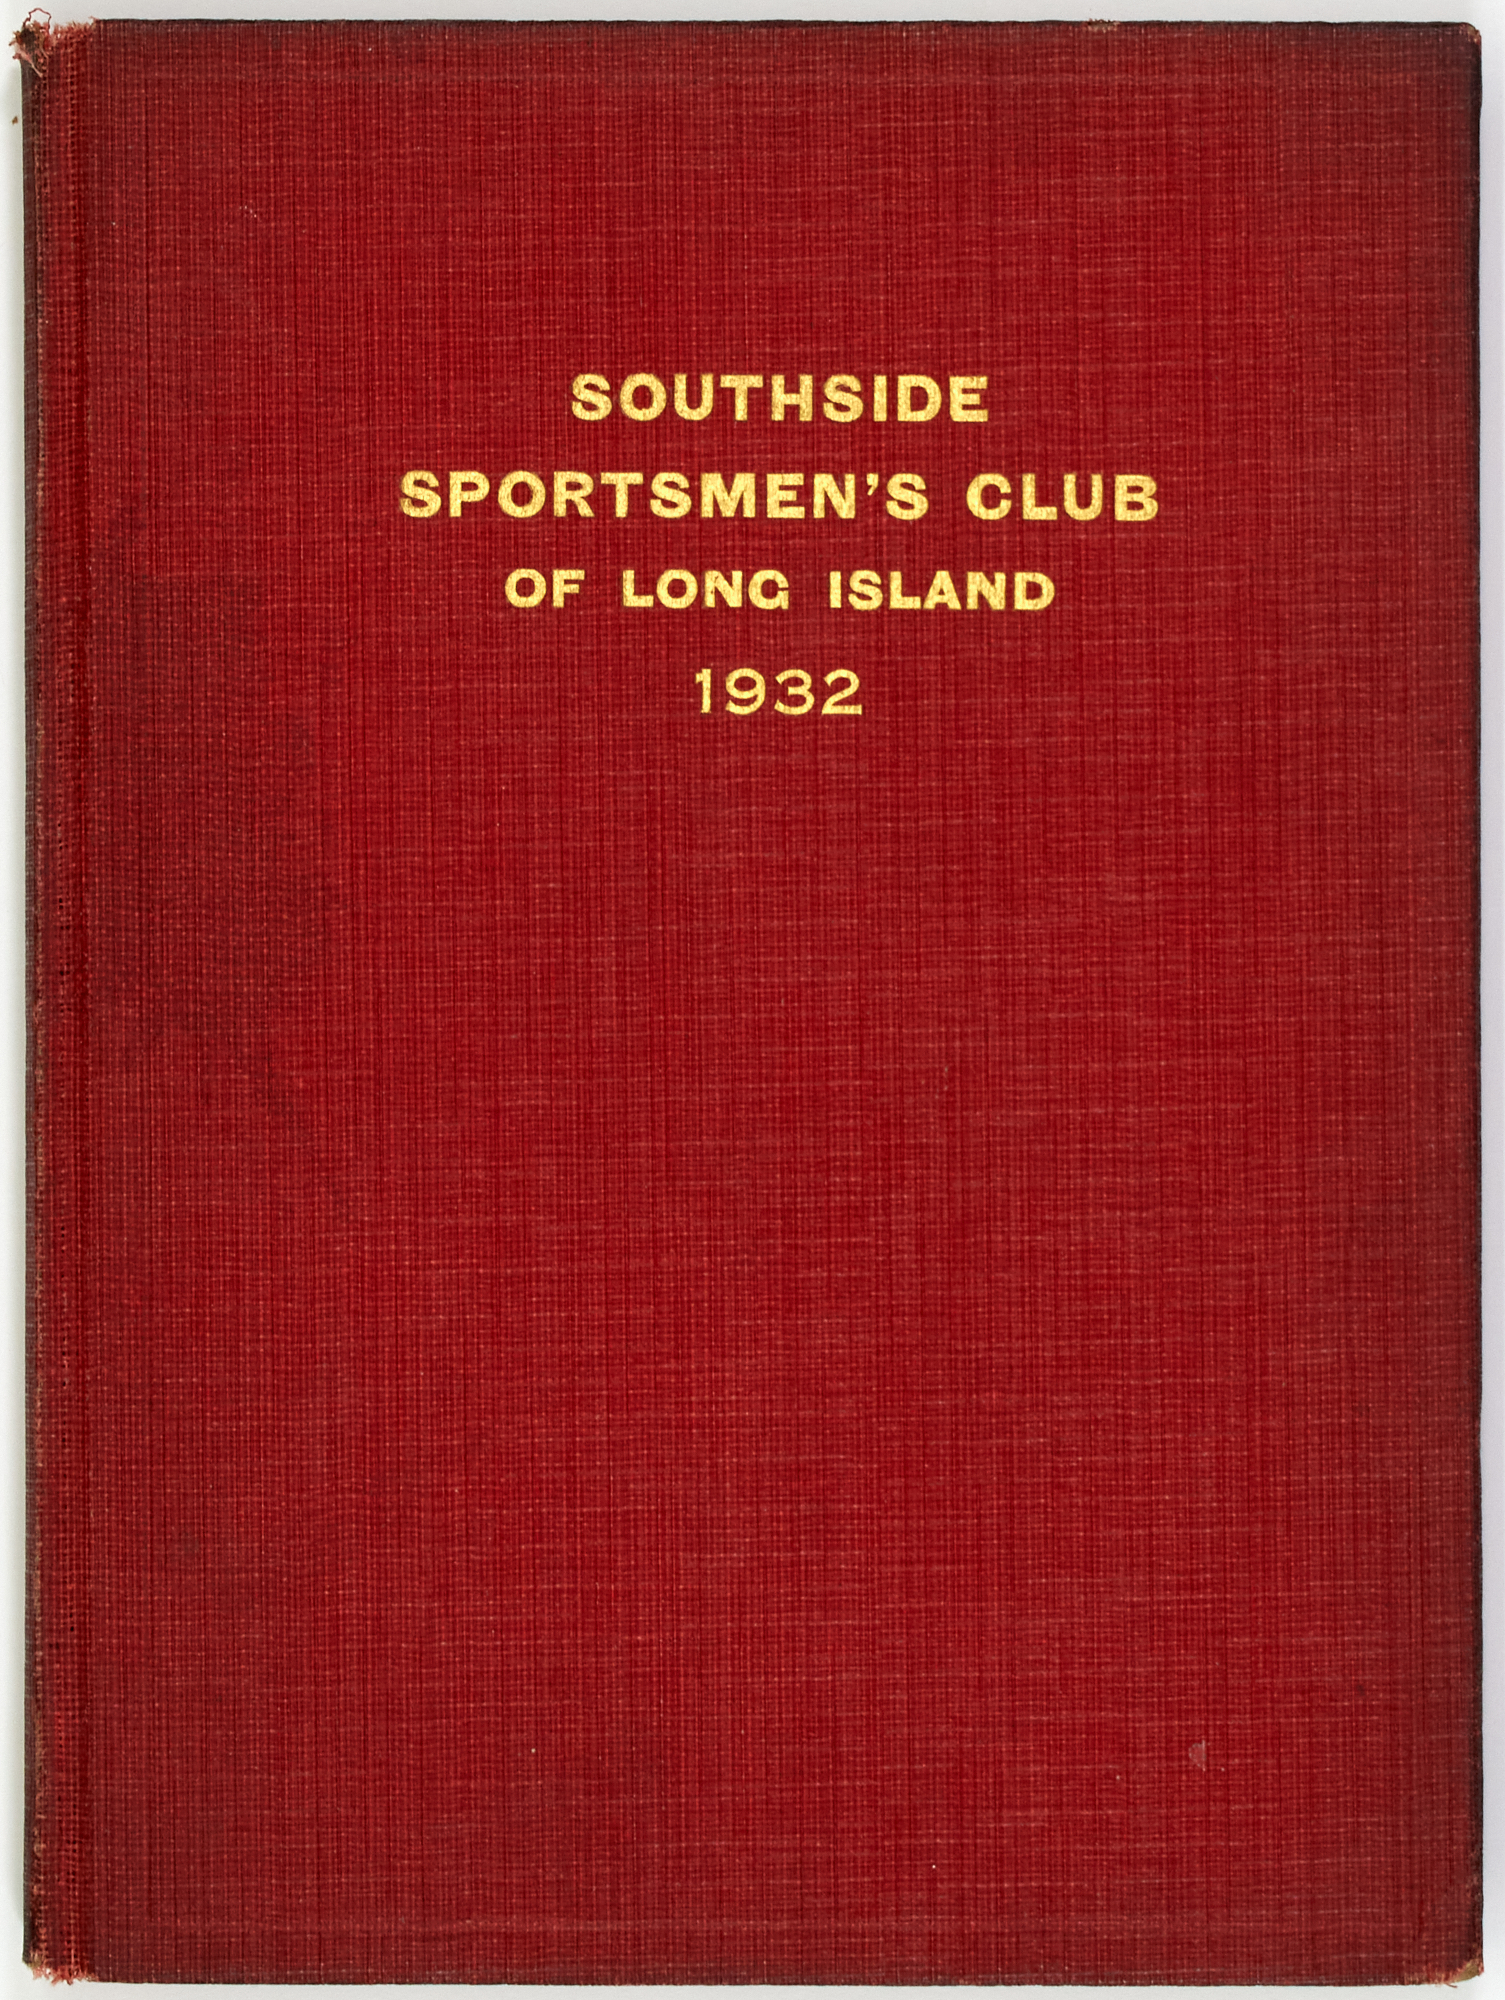 SOUTHSIDE
SPORTSMEN'S CLUB
OF LONG ISLAND
1932